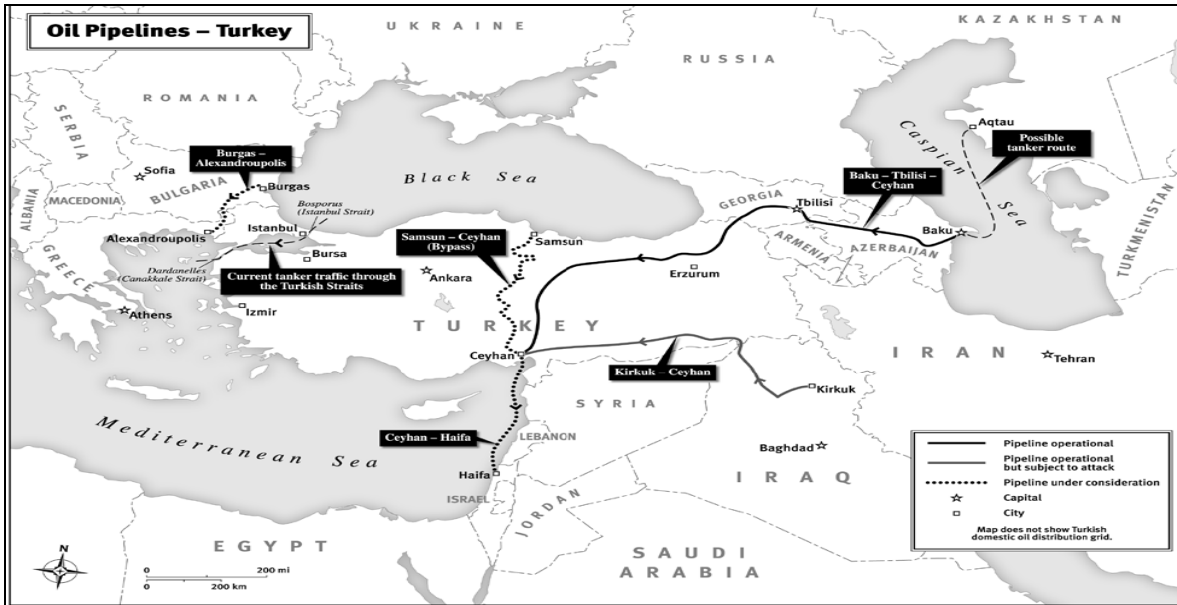 Oil Pipelines – Turkey
UKRAINE
KAZAKHSTAN
RUSSIA
ROMANIA
SERBIA
Aqtau
Caspian Sea
Possible
tanker route
Burgas –
Alexandroupolis
Sofia
BULGARIA
Burgas
Black Sea
Baku – Tbilisi –
Ceyhan
ALBANIA
MACEDONIA
Bosporus
(Istanbul Strait)
GEORGIA
Tbilisi
Alexandroupolis
Istanbul
Samsun – Ceyhan
(Bypass)
Samsun
Baku
ARMENIA
AZERBAIJAN
TURKMENISTAN
Bursa
Dardanelles
(Canakkale Strait)
Current tanker traffic through
the Turkish Straits
Ankara
Erzurum
GREECE
Athens
Izmir
TURKEY
Ceyhan
IRAN
Tehran
Kirkuk – Ceyhan
Kirkuk
SYRIA
Mediterranean Sea
Ceyhan – Haifa
LEBANON
Baghdad
IRAQ
Haifa
ISRAEL
JORDAN
EGYPT
SAUDI
ARABIA
Pipeline operational
Pipeline operational
but subject to attack
Pipeline under consideration
Capital
City
Map does not show Turkish
domestic oil distribution grid.
N
0 200 mi
0 200 km